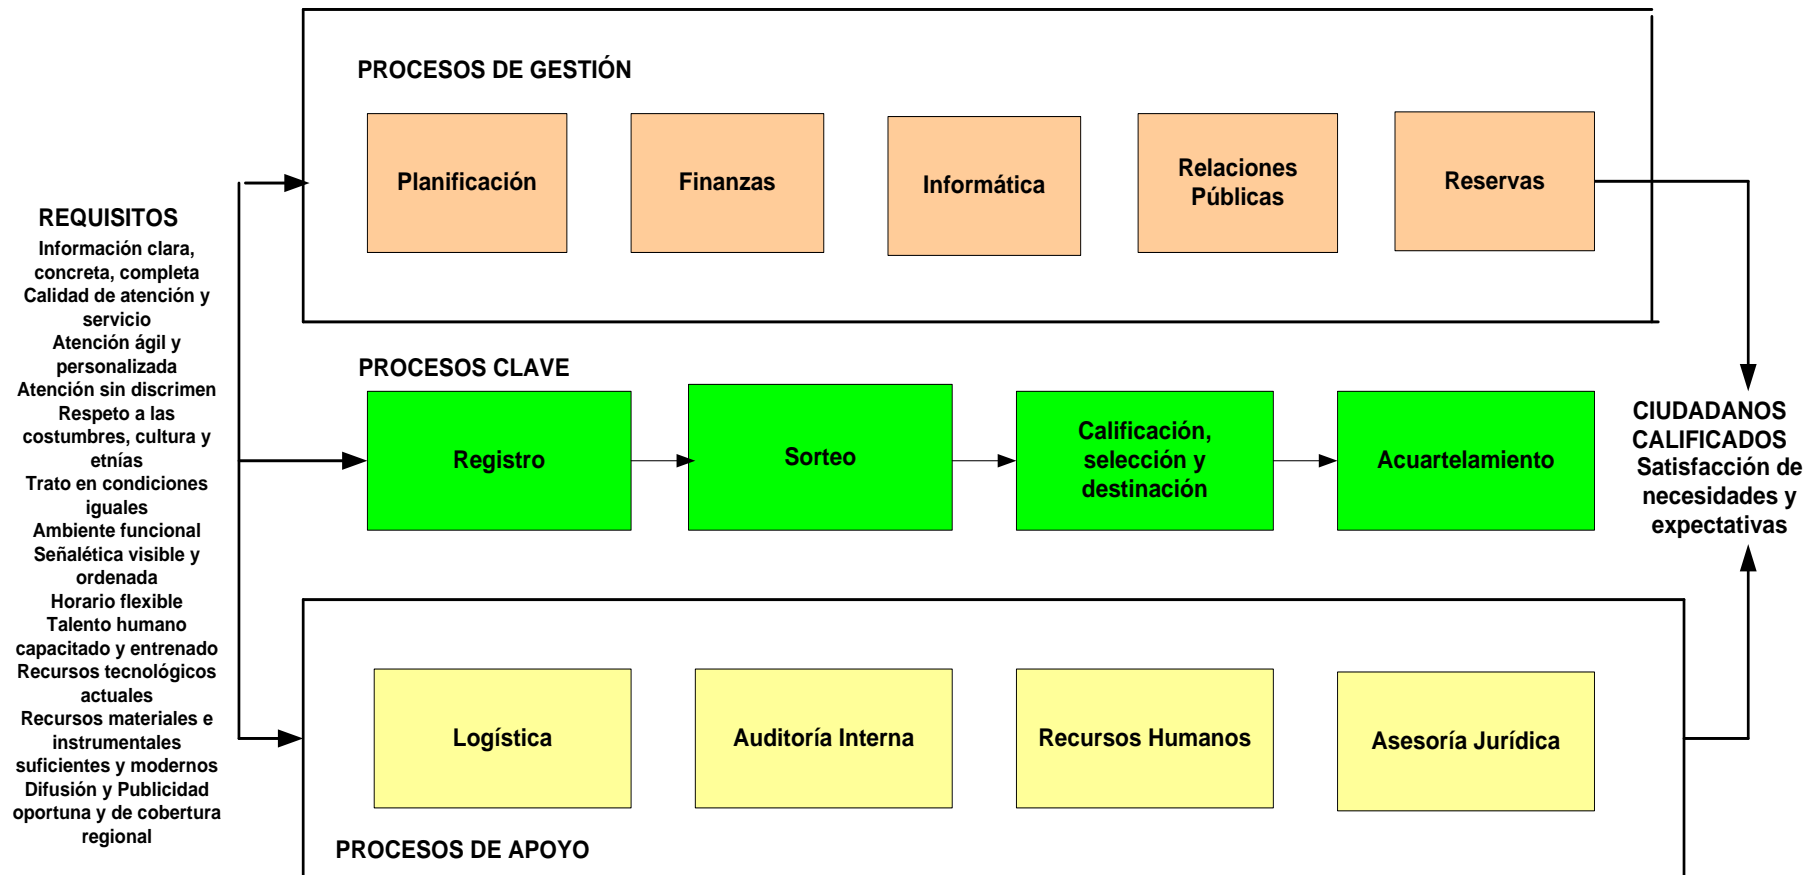 PROCESOS DE GESTIÓN
Planificación
Finanzas
Informática
Relaciones
Públicas
Reservas
REQUISITOS
Información clara,
concreta, completa
Calidad de atención y
servicio
Atención ágil y
personalizada
Atención sin discrimen
Respeto a las
costumbres, cultura y
etnías
Trato en condiciones
iguales
Ambiente funcional
Señalética visible y
ordenada
Horario flexible
Talento humano
capacitado y entrenado
Recursos tecnológicos
actuales
Recursos materiales e
instrumentales
suficientes y modernos
Difusión y Publicidad
oportuna y de cobertura
regional
PROCESOS CLAVE
Registro
Sorteo
Calificación,
selección y
destinación
Acuartelamiento
CIUDADANOS
CALIFICADOS
Satisfacción de
necesidades y
expectativas
Logística
Auditoría Interna
Recursos Humanos
Asesoría Jurídica
PROCESOS DE APOYO